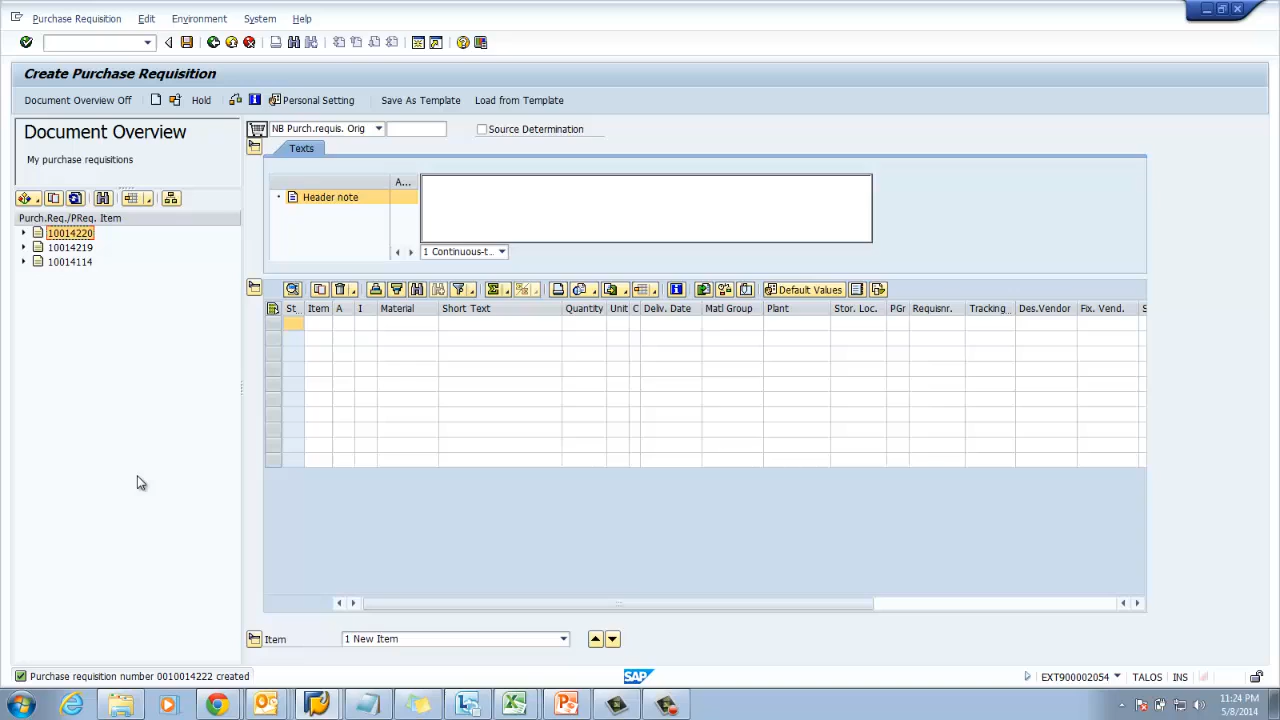 Purchase Requisition Edit Environment System Help
Create Purchase Requisition
Document Overview Off Hold Personal Setting Save As Template Load from Template
Document Overview
My purchase requisitions
Purch.Req./PReq. Item
10014220
10014219
10014114
NB Purch.requis. Orig Source Determination
Texts
A...
Header note
1 Continuous-t...
Default Values
St... Item A I Material Short Text Quantity Unit C Deliv. Date Matl Group Plant Stor. Loc. PGr Requisnr. Tracking... Des.Vendor Fix. Vend. S
Item 1 New Item
Purchase requisition number 0010014222 created
SAP
EXT900002054 TALOS INS
11:24 PM
5/8/2014